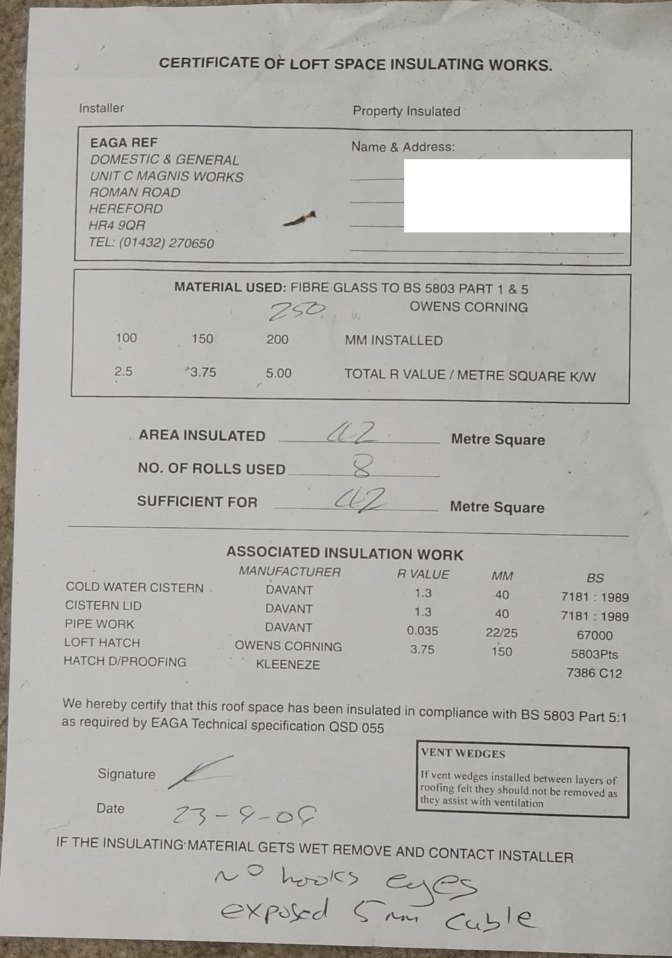 CERTIFICATE OF LOFT SPACE INSULATING WORKS.
Installer Property Insulated
EAGA REF
DOMESTIC & GENERAL
UNIT C MAGNIS WORKS
ROMAN ROAD
HEREFORD
HR4 9QR
TEL: (01432) 270650
Name & Address:
MATERIAL USED: FIBRE GLASS TO BS 5803 PART 1 & 5
250 OWENS CORNING
100 150 200 MM INSTALLED
2.5 3.75 5.00 TOTAL R VALUE / METRE SQUARE K/W
AREA INSULATED 42 Metre Square
NO. OF ROLLS USED 8
SUFFICIENT FOR 42 Metre Square
ASSOCIATED INSULATION WORK
MANUFACTURER R VALUE MM BS
COLD WATER CISTERN DAVANT 1.3 40 7181 : 1989
CISTERN LID DAVANT 1.3 40 7181 : 1989
PIPE WORK DAVANT 0.035 22/25 67000
LOFT HATCH OWENS CORNING 3.75 150 5803Pts
HATCH D/PROOFING KLEENEZE 7386 C12
We hereby certify that this roof space has been insulated in compliance with BS 5803 Part 5:1
as required by EAGA Technical specification QSD 055
Signature
Date
VENT WEDGES
If vent wedges installed between layers of
roofing felt they should not be removed as
they assist with ventilation
IF THE INSULATING MATERIAL GETS WET REMOVE AND CONTACT INSTALLER
no hooks eyes
exposed 5mm cable